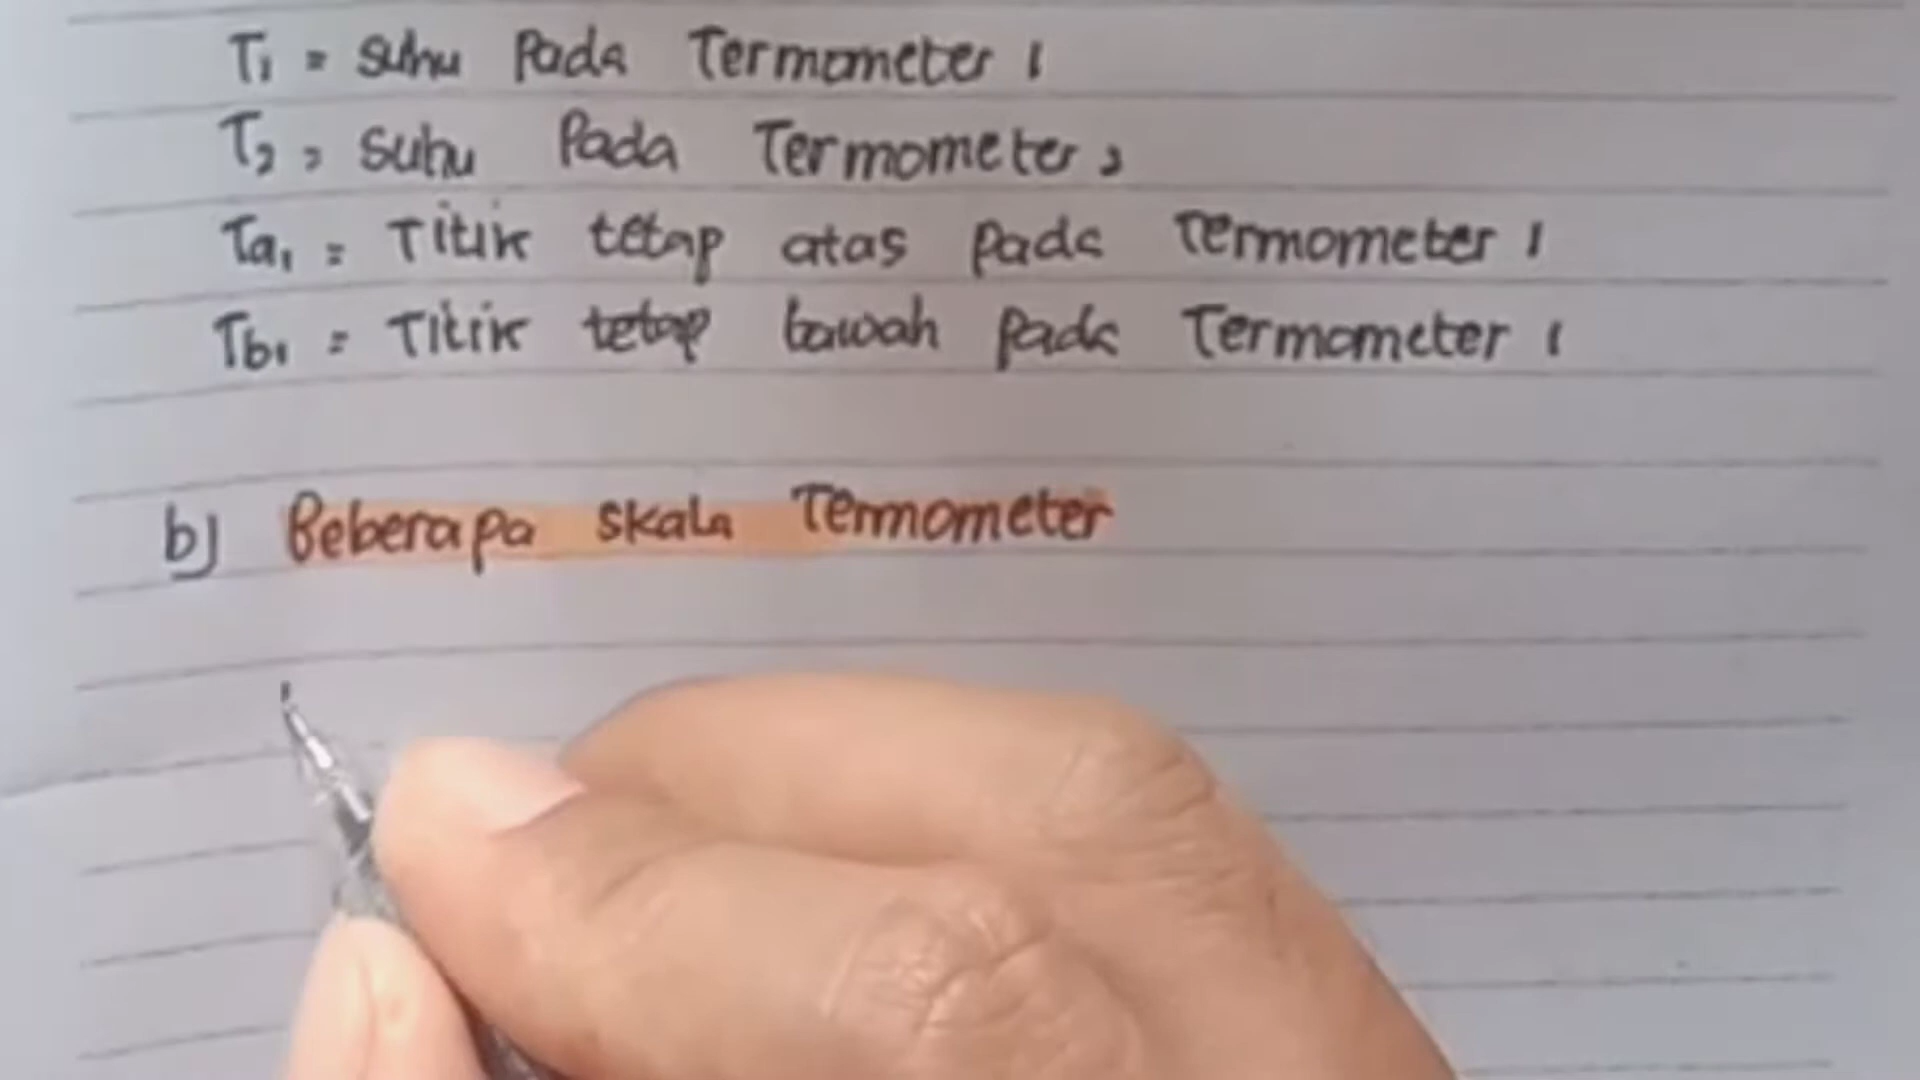 T₁ = suhu Pada Termometer 1
T₂ = suhu Pada Termometer 2
Ta₁ = Titik tetap atas pada Termometer 1
Tb₁ = Titik tetap bawah pada Termometer 1
b) Beberapa skala Termometer